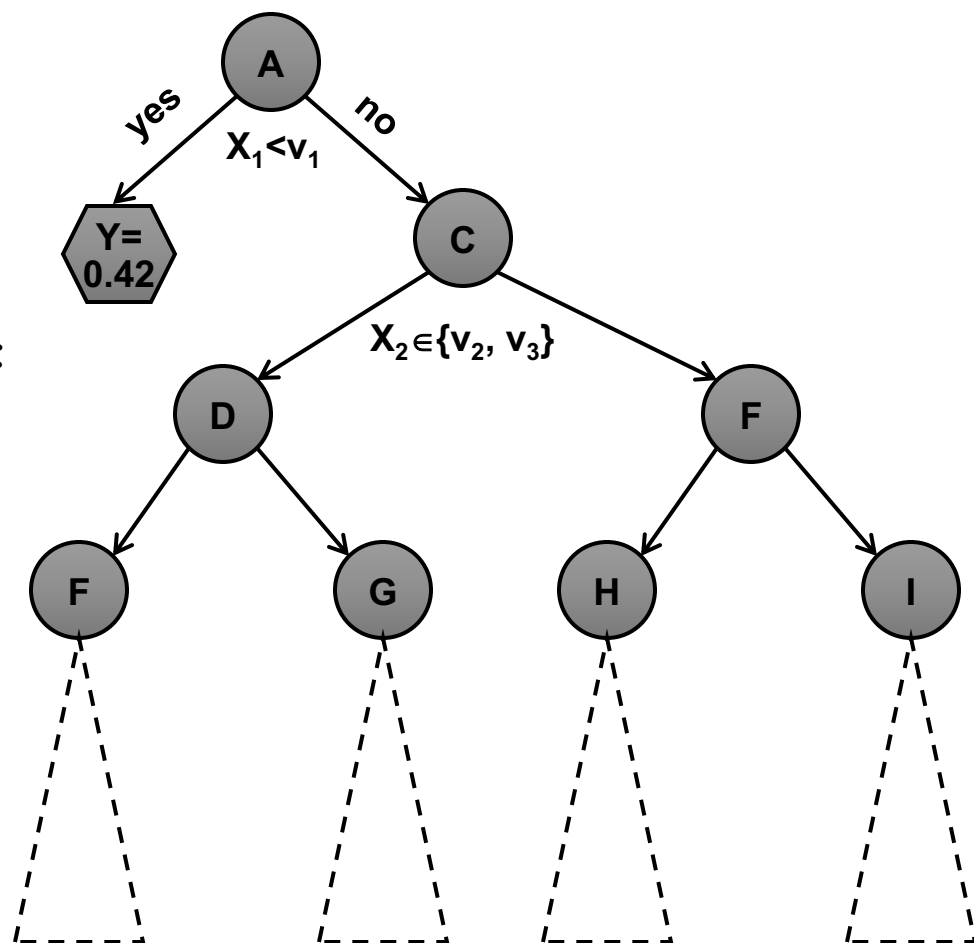 A
yes
no
X₁<v₁
Y=
0.42
C
X₂∈{v₂, v₃}
:
D
F
F
G
H
I